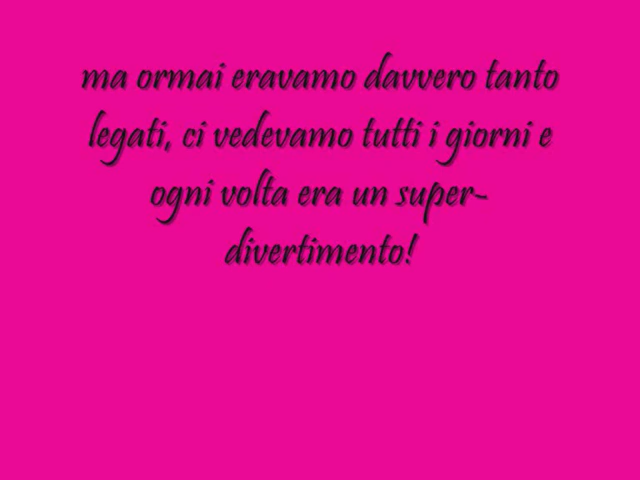 ma ormai eravamo davvero tanto
legati, ci vedevamo tutti i giorni e
ogni volta era un super-
divertimento!